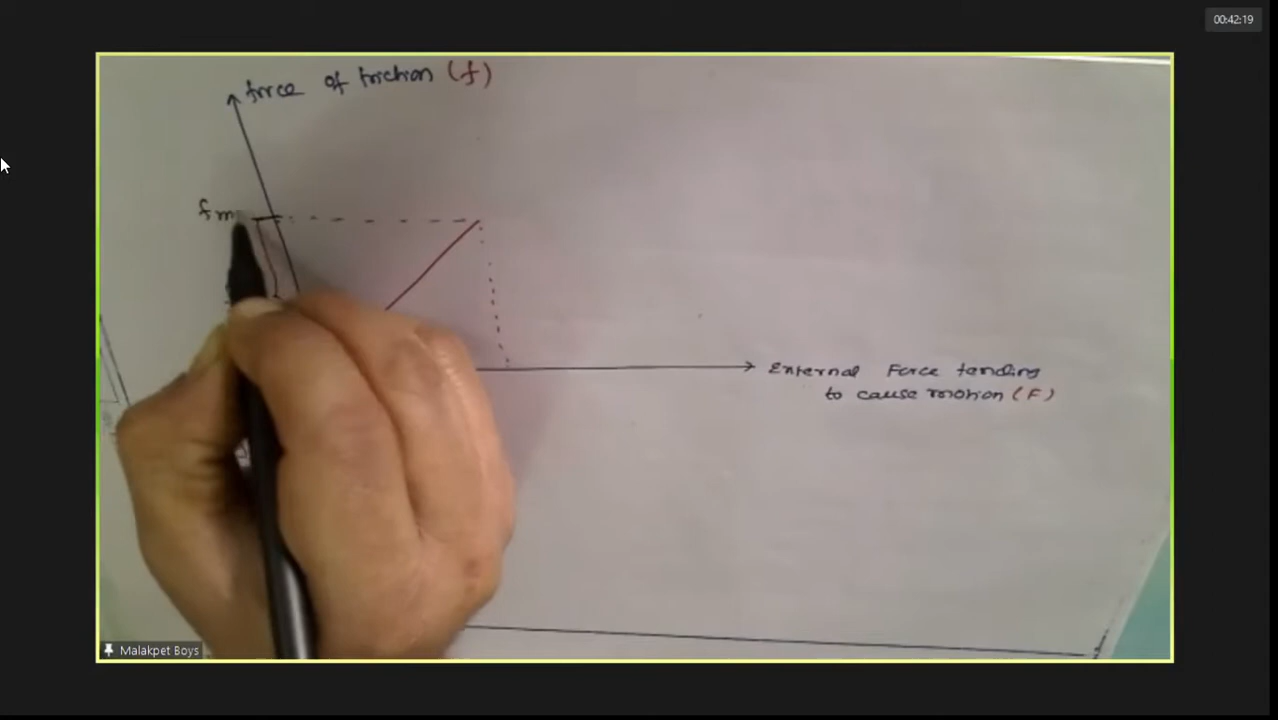 00:42:19
force of friction (f)
fm
External Force tending
to cause motion (F)
Malakpet Boys